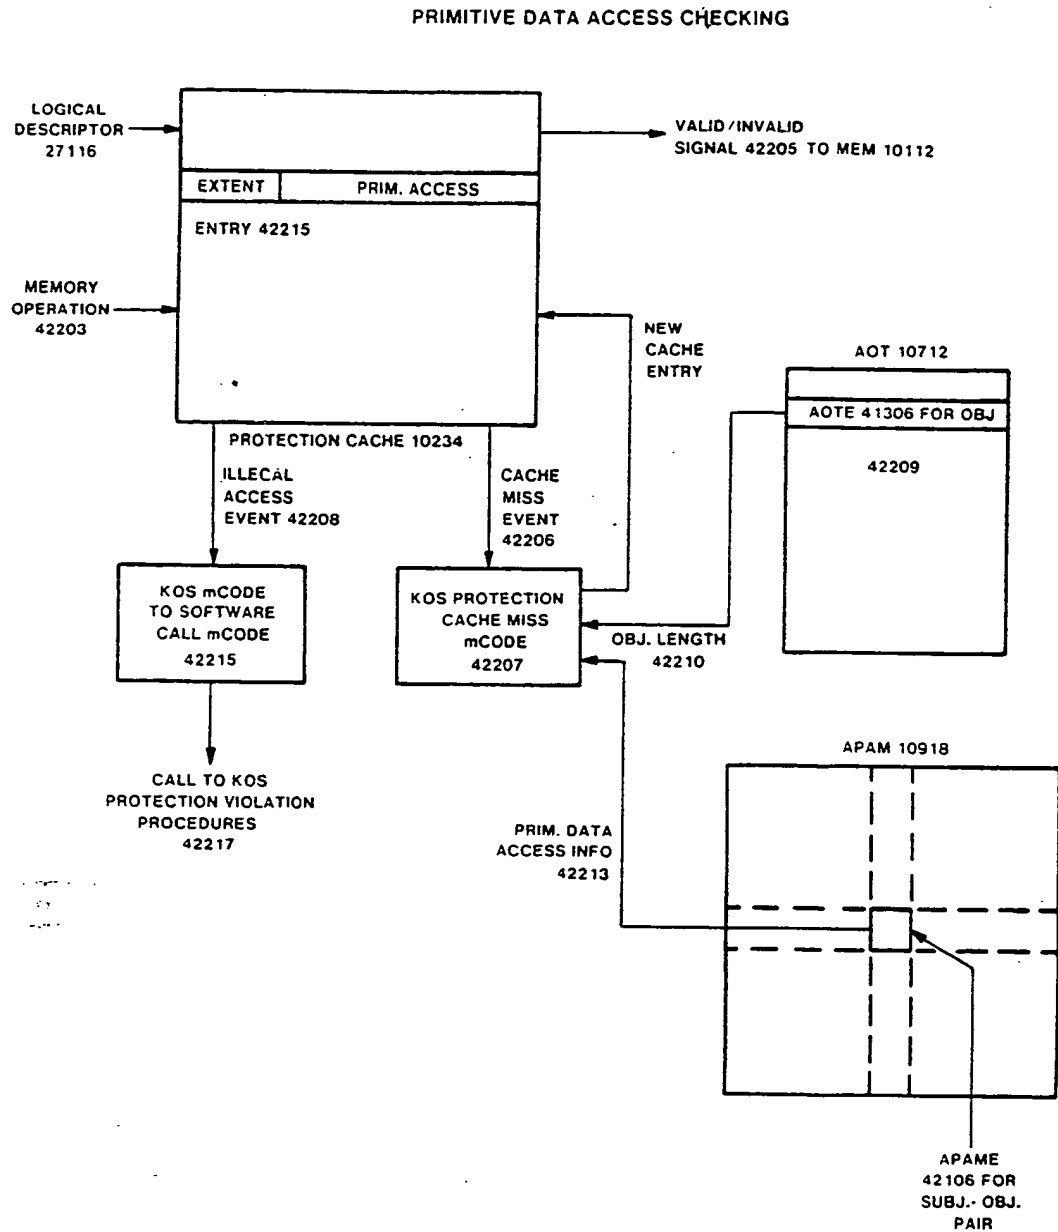 PRIMITIVE DATA ACCESS CHECKING
LOGICAL
DESCRIPTOR
27116
VALID/INVALID
SIGNAL 42205 TO MEM 10112
EXTENT
PRIM. ACCESS
ENTRY 42215
MEMORY
OPERATION
42203
NEW
CACHE
ENTRY
AOT 10712
AOTE 41306 FOR OBJ
42209
PROTECTION CACHE 10234
ILLECAL
ACCESS
EVENT 42208
CACHE
MISS
EVENT
42206
KOS mCODE
TO SOFTWARE
CALL mCODE
42215
KOS PROTECTION
CACHE MISS
mCODE
42207
OBJ. LENGTH
42210
CALL TO KOS
PROTECTION VIOLATION
PROCEDURES
42217
APAM 10918
PRIM. DATA
ACCESS INFO
42213
APAME
42106 FOR
SUBJ.- OBJ.
PAIR